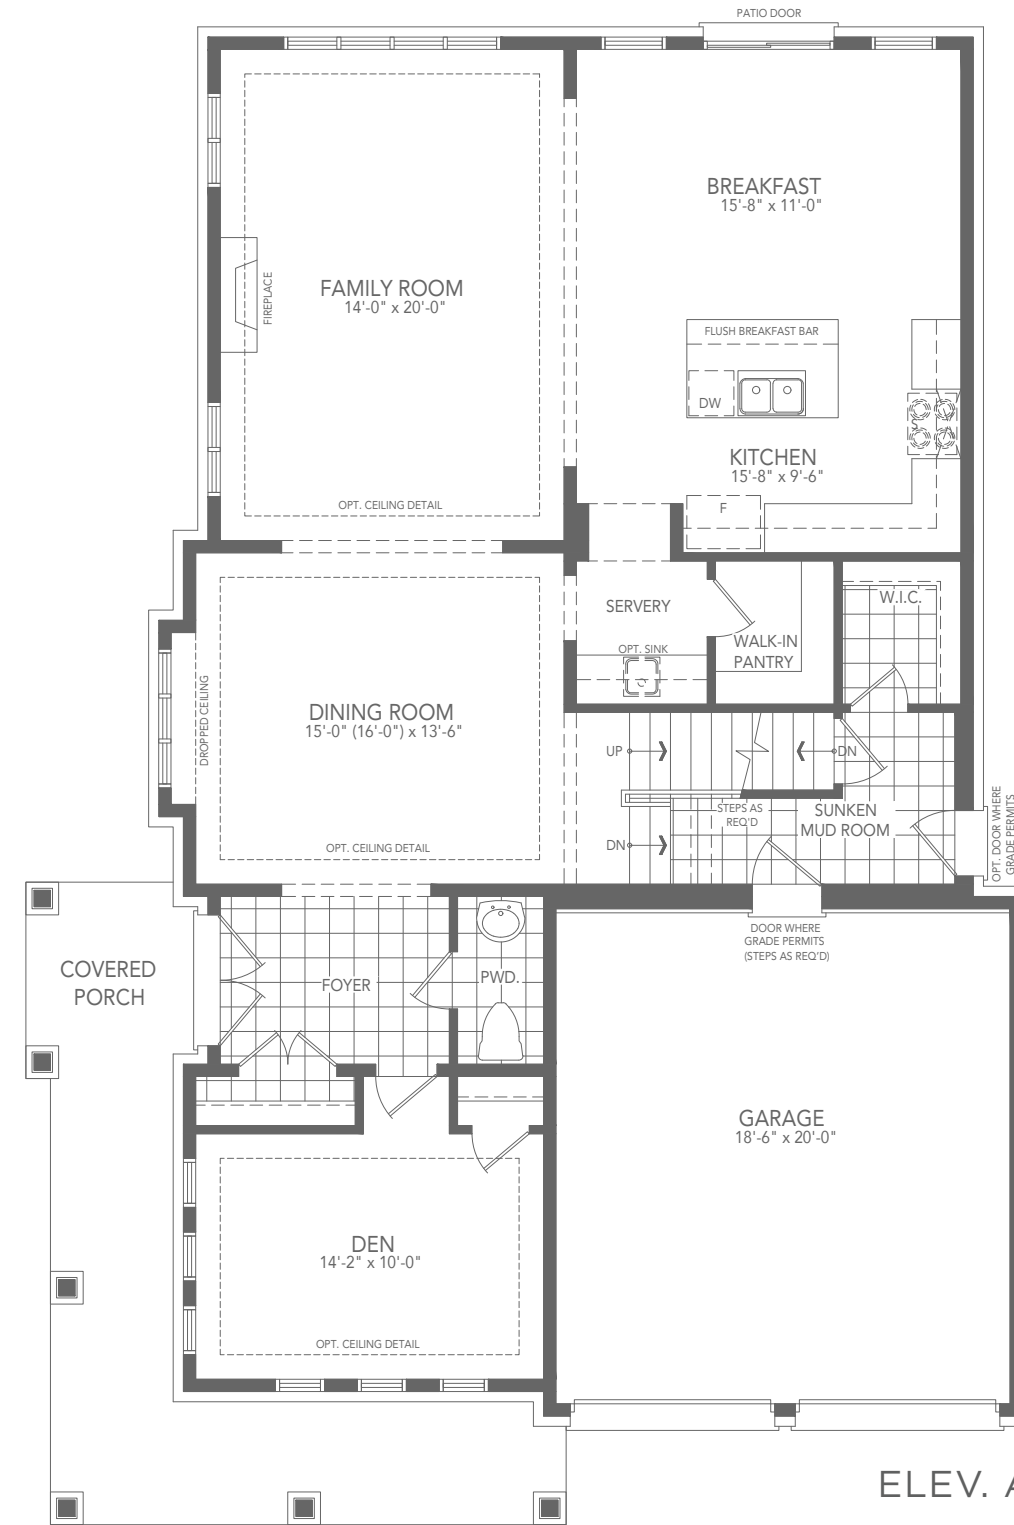 PATIO DOOR
BREAKFAST
15'-8" x 11'-0"
FAMILY ROOM
14'-0" x 20'-0"
FIREPLACE
FLUSH BREAKFAST BAR
DW
S
KITCHEN
15'-8" x 9'-6"
OPT. CEILING DETAIL
F
SERVERY
W.I.C.
OPT. SINK
WALK-IN
PANTRY
DROPPED CEILING
DINING ROOM
15'-0" (16'-0") x 13'-6"
UP
DN
STEPS AS
REQ'D
SUNKEN
MUD ROOM
OPT. DOOR WHERE
GRADE PERMITS
DN
OPT. CEILING DETAIL
DOOR WHERE
GRADE PERMITS
(STEPS AS REQ'D)
COVERED
PORCH
FOYER
PWD.
GARAGE
18'-6" x 20'-0"
DEN
14'-2" x 10'-0"
OPT. CEILING DETAIL
ELEV. A